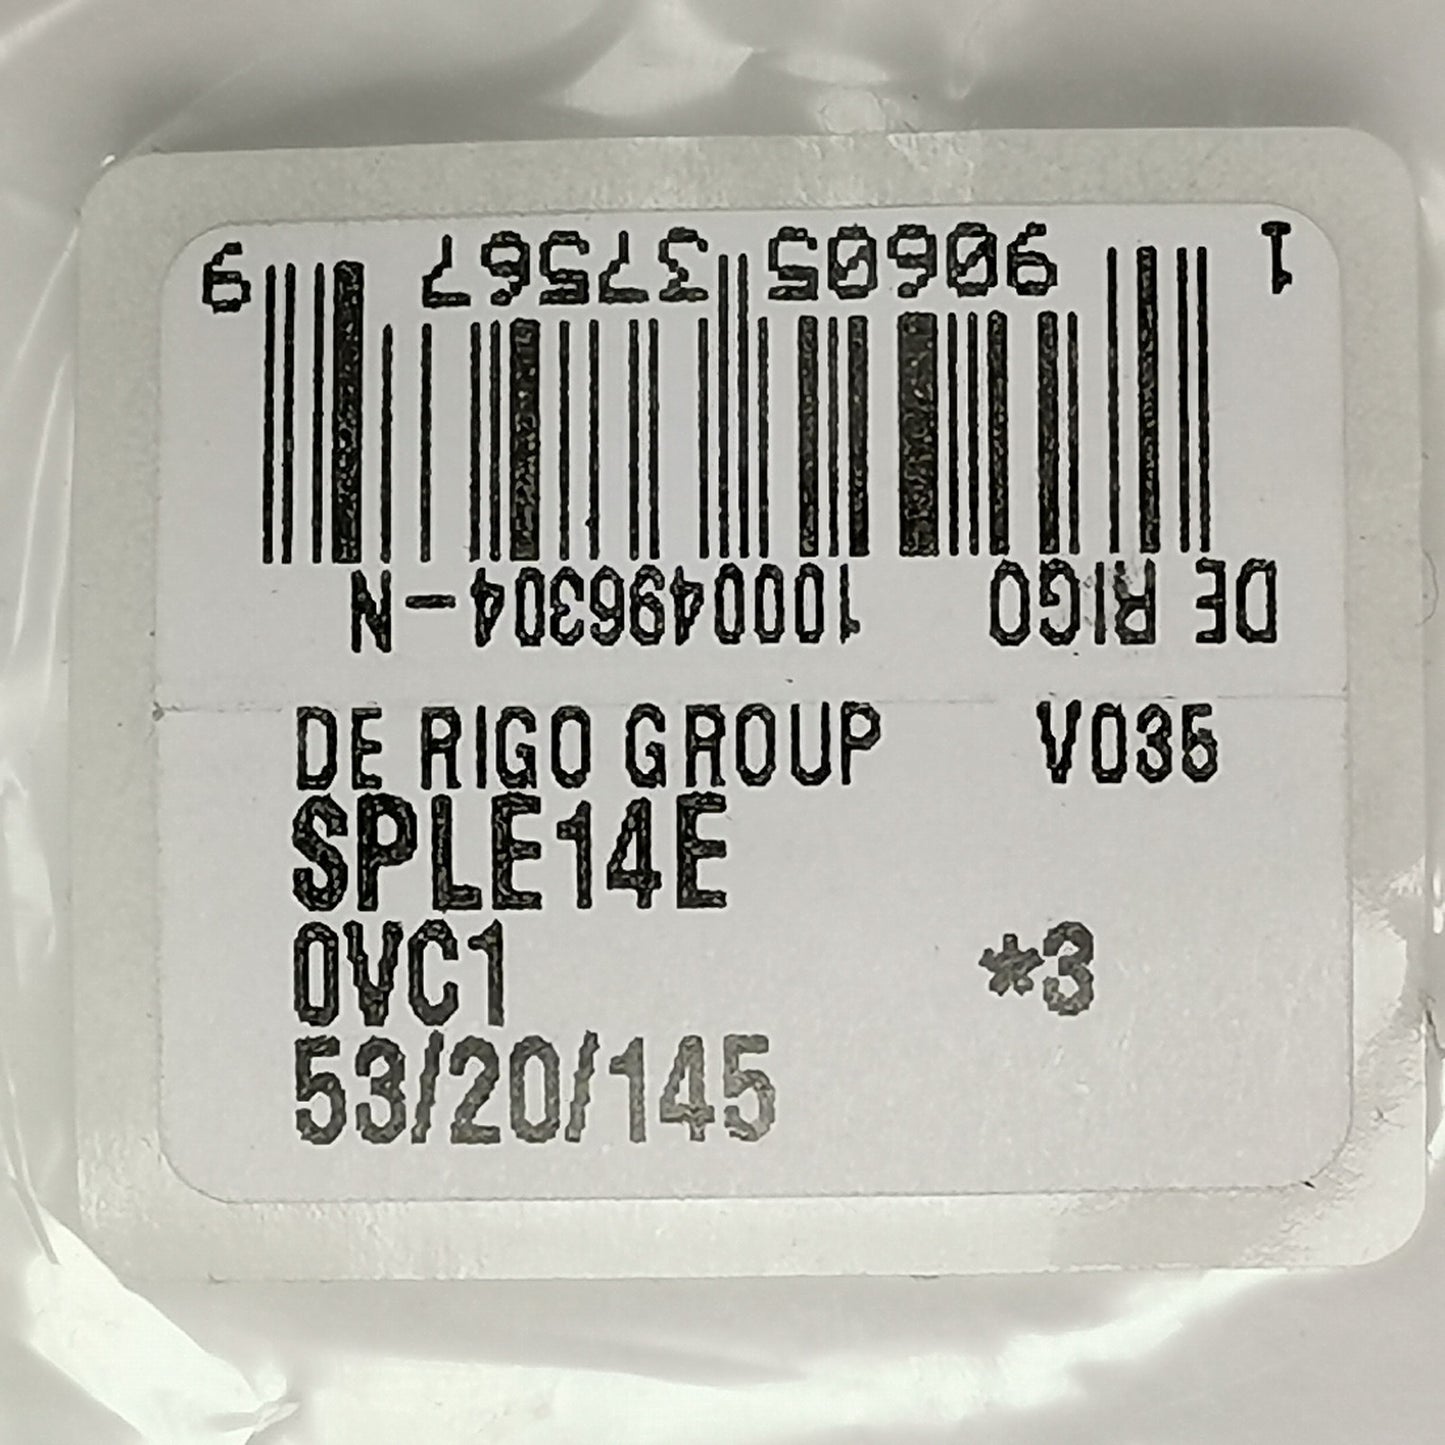 1 90605 37567 9
DE RIGO 1000496304-N
DE RIGO GROUP V035
SPLE14E
0VC1 *3
53/20/145